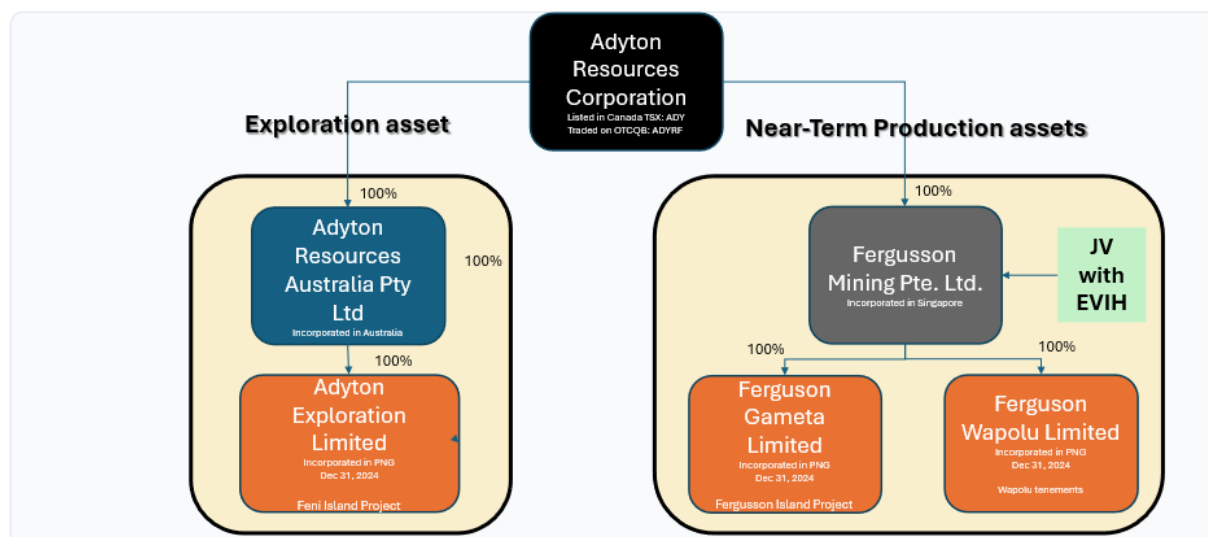 Adyton
Resources
Corporation
Listed in Canada TSX: ADY
Traded on OTCQB: ADYRF
Exploration asset
Near-Term Production assets
100%
Adyton
Resources
Australia Pty
Ltd
Incorporated in Australia
100%
100%
Adyton
Exploration
Limited
Incorporated in PNG
Dec 31, 2024
Feni Island Project
100%
Fergusson
Mining Pte. Ltd.
Incorporated in Singapore
JV
with
EVIH
100%
100%
Ferguson
Gameta
Limited
Incorporated in PNG
Dec 31, 2024
Fergusson Island Project
Ferguson
Wapolu Limited
Incorporated in PNG
Dec 31, 2024
Wapolu tenements